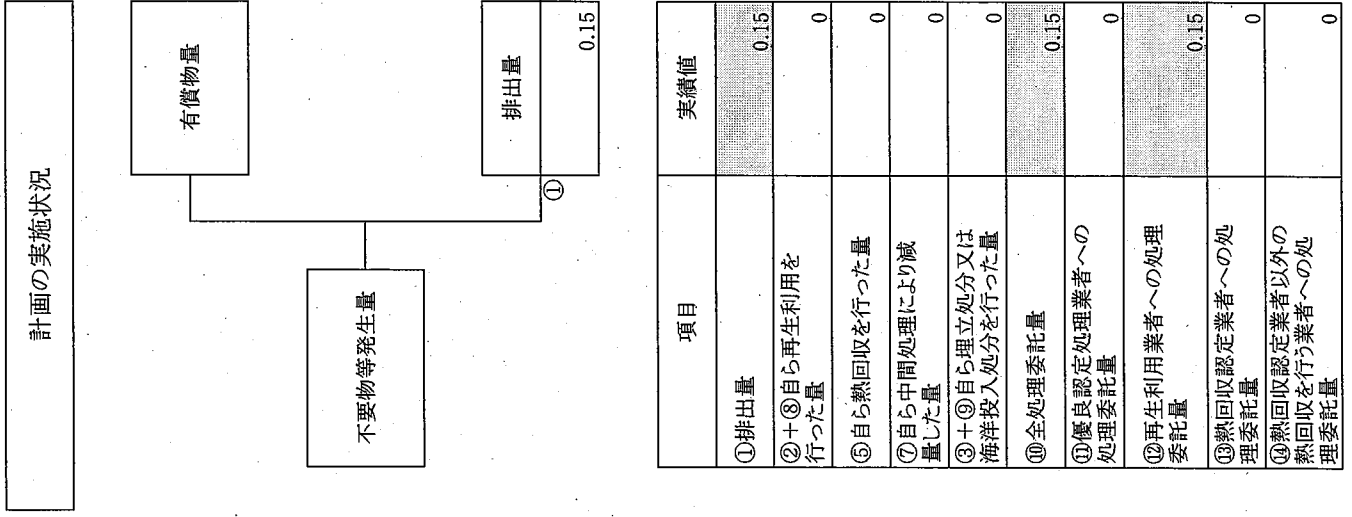 計画の実施状況
有償物量
不要物等発生量
①
排出量
0.15
項目
実績値
①排出量
0.15
②+⑧自ら再生利用を
行った量
0
⑤自ら熱回収を行った量
0
⑦自ら中間処理により減
量した量
0
③+⑨自ら埋立処分又は
海洋投入処分を行った量
0
⑩全処理委託量
0.15
⑪優良認定処理業者への
処理委託量
0
⑫再生利用業者への処理
委託量
0.15
⑬熱回収認定業者への処
理委託量
0
⑭熱回収認定業者以外の
熱回収を行う業者への処
理委託量
0